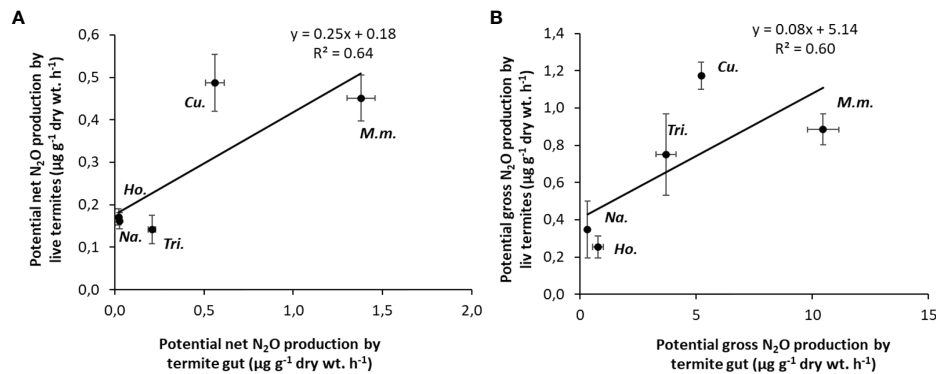 A
y = 0.25x + 0.18
R² = 0.64
Potential net N₂O production by
live termites (µg g⁻¹ dry wt. h⁻¹)
0,6
0,5
0,4
0,3
0,2
0,1
0,0
Cu.
M.m.
Ho.
Na.
Tri.
0,0
0,5
1,0
1,5
2,0
Potential net N₂O production by
termite gut (µg g⁻¹ dry wt. h⁻¹)
B
y = 0.08x + 5.14
R² = 0.60
Potential gross N₂O production by
liv termites (µg g⁻¹ dry wt. h⁻¹)
1,4
1,2
1,0
0,8
0,6
0,4
0,2
0,0
Cu.
M.m.
Tri.
Na.
Ho.
0
5
10
15
Potential gross N₂O production by
termite gut (µg g⁻¹ dry wt. h⁻¹)